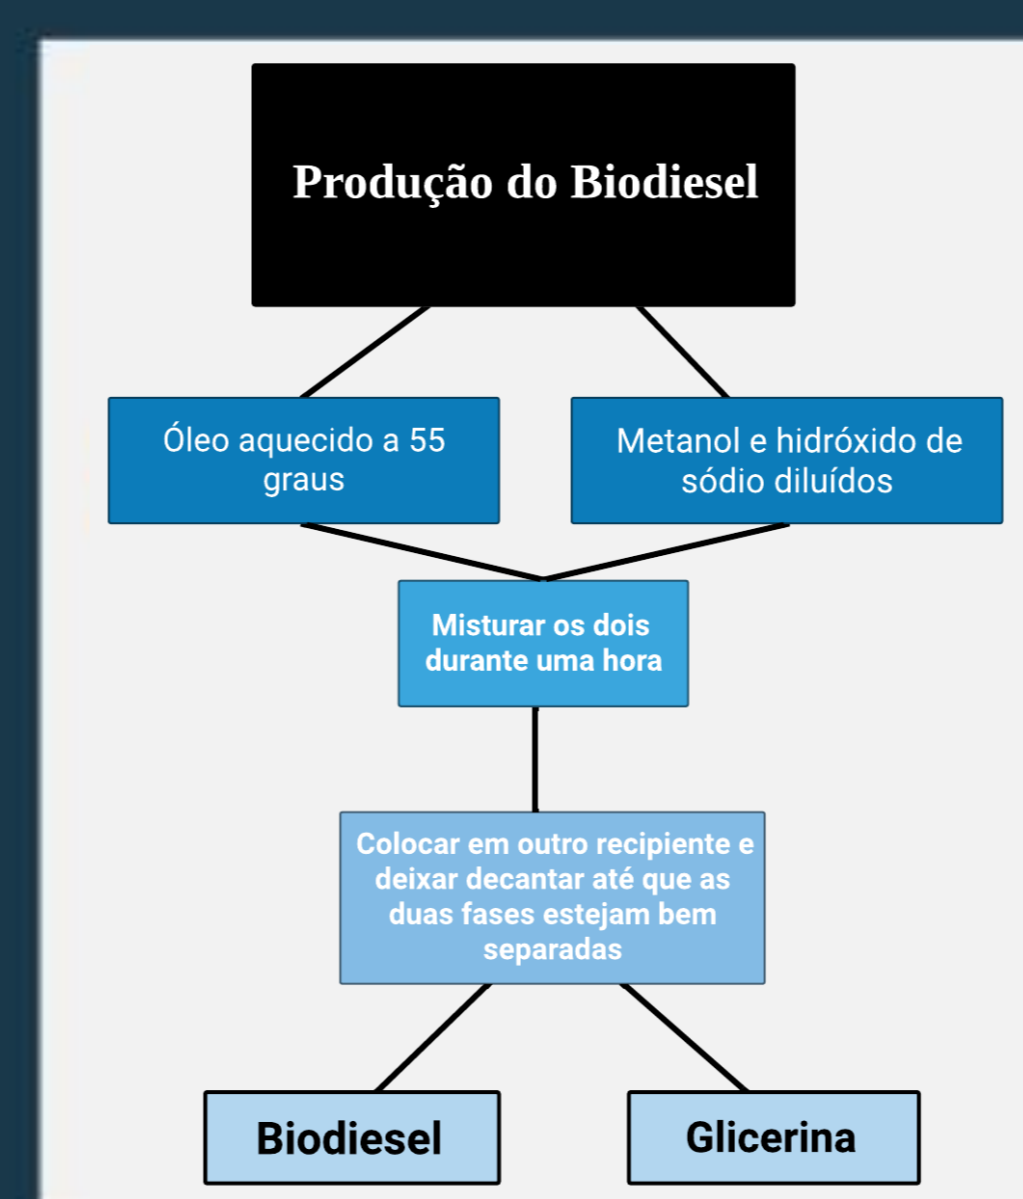 Produção do Biodiesel
Óleo aquecido a 55
graus
Metanol e hidróxido de
sódio diluídos
Misturar os dois
durante uma hora
Colocar em outro recipiente e
deixar decantar até que as
duas fases estejam bem
separadas
Biodiesel
Glicerina